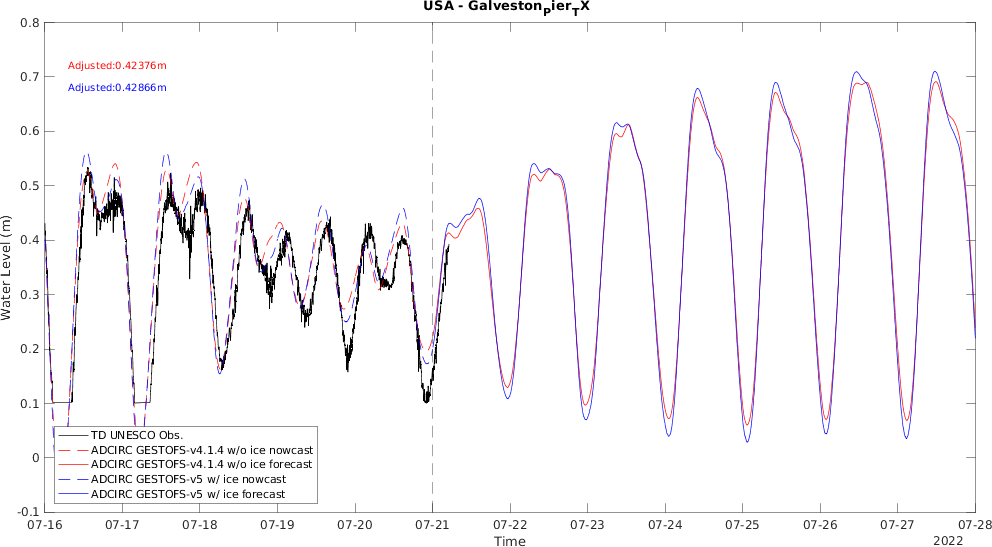 USA - GalvestonPierTX
0.8
0.7
0.6
0.5
0.4
0.3
0.2
0.1
0
-0.1
Water Level (m)
Adjusted:0.42376m
Adjusted:0.42866m
TD UNESCO Obs.
ADCIRC GESTOFS-v4.1.4 w/o ice nowcast
ADCIRC GESTOFS-v4.1.4 w/o ice forecast
ADCIRC GESTOFS-v5 w/ ice nowcast
ADCIRC GESTOFS-v5 w/ ice forecast
07-16 07-17 07-18 07-19 07-20 07-21 07-22 07-23 07-24 07-25 07-26 07-27 07-28
Time
2022